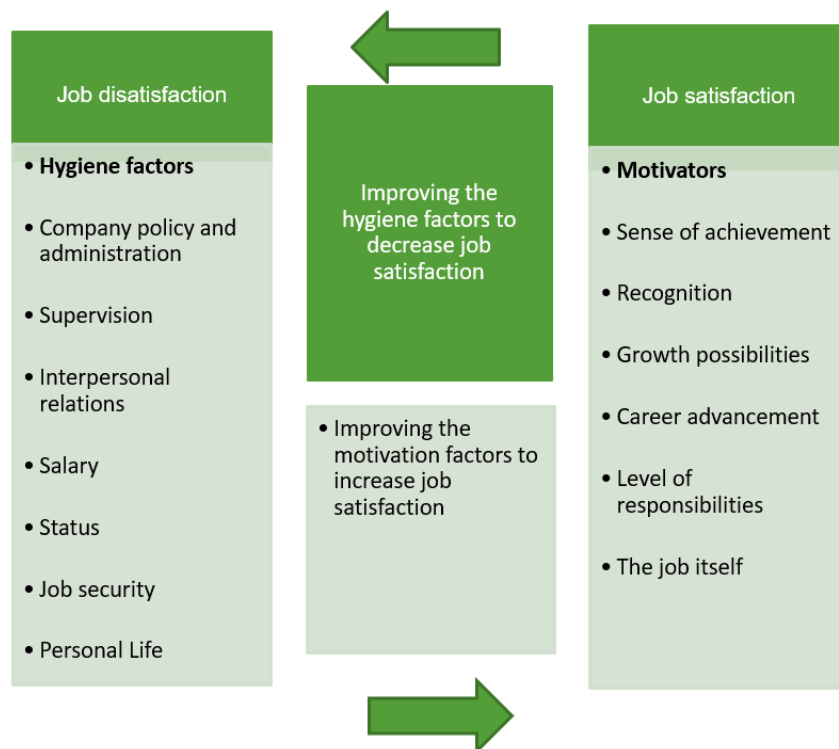 Job disatisfaction
• Hygiene factors
• Company policy and
administration
• Supervision
• Interpersonal
relations
• Salary
• Status
• Job security
• Personal Life
Improving the
hygiene factors to
decrease job
satisfaction
• Improving the
motivation factors to
increase job
satisfaction
Job satisfaction
• Motivators
• Sense of achievement
• Recognition
• Growth possibilities
• Career advancement
• Level of
responsibilities
• The job itself